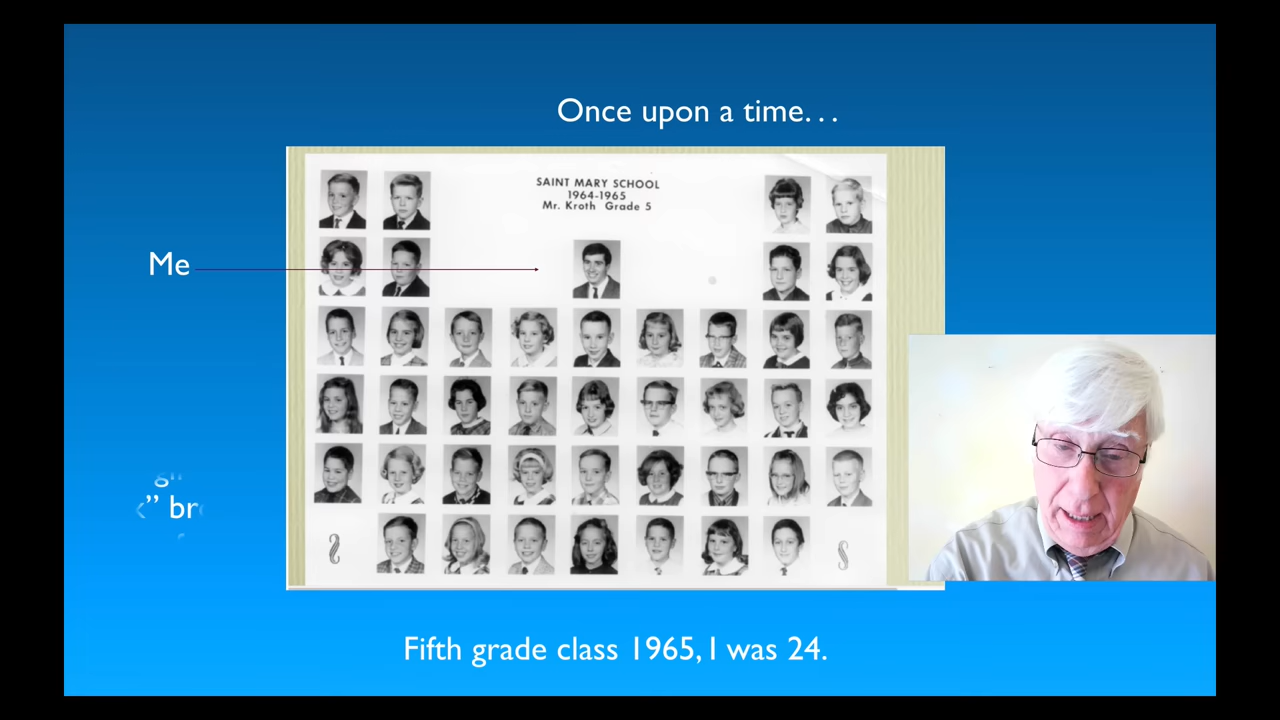 Once upon a time...
SAINT MARY SCHOOL
1964-1965
Mr. Kroth Grade 5
Me
Fifth grade class 1965, I was 24.